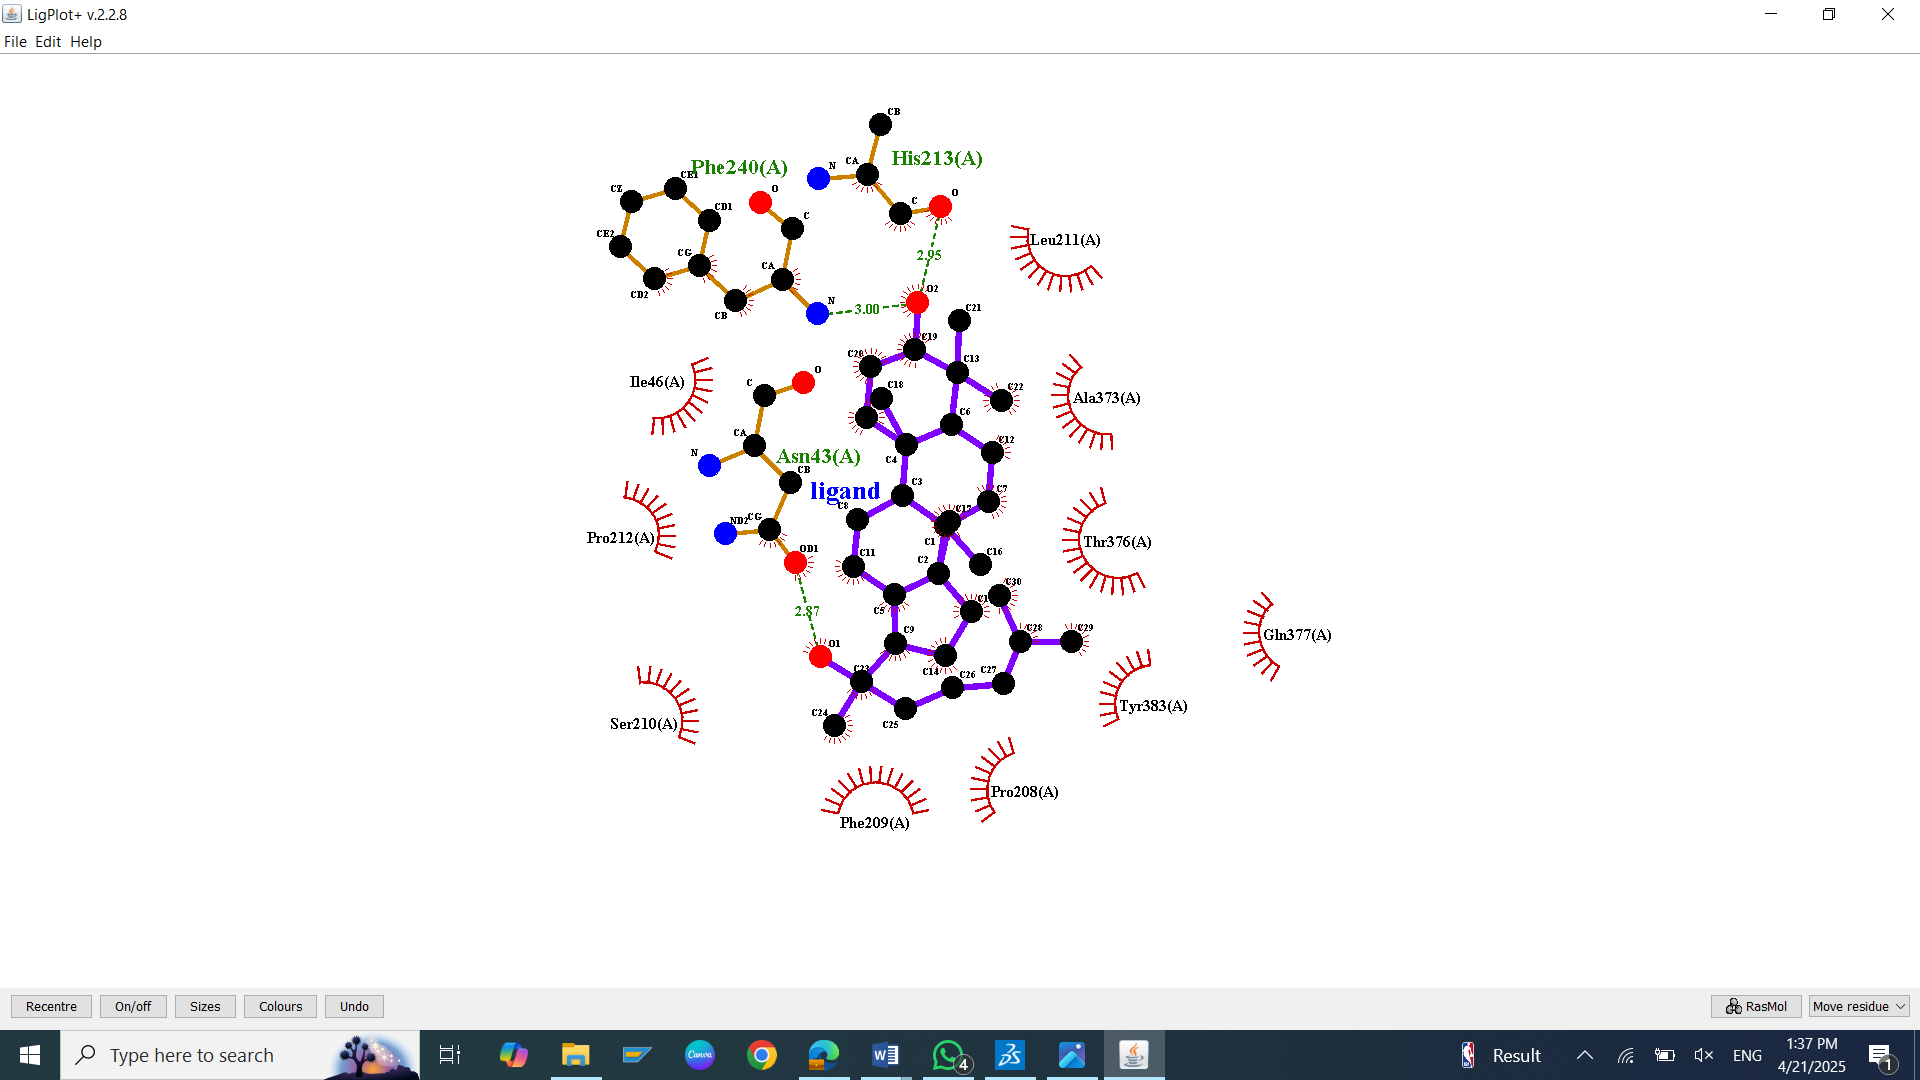 LigPlot+ v.2.2.8
File Edit Help
CB
Phe240(A)
CA
N
His213(A)
CE1
CZ
O
C
O
CD1
C
CE2
Leu211(A)
CG
CA
2.95
CD2
CB
N
3.00
O2
C21
C19
C20
C13
Ile46(A)
C
O
C18
C22
Ala373(A)
C6
CA
N
Asn43(A)
CB
C4
C12
ligand
C3
C7
C8
CG
ND2
C17
Pro212(A)
C1
Thr376(A)
OD1
C11
C2
C16
C30
2.87
C5
C1
C28
C29
Gln377(A)
O1
C9
C23
C14
C26
C27
Ser210(A)
C24
C25
Tyr383(A)
Pro208(A)
Phe209(A)
Recentre On/off Sizes Colours Undo RasMol Move residue
Type here to search Canva 4 Result ENG 1:37 PM
4/21/2025 1